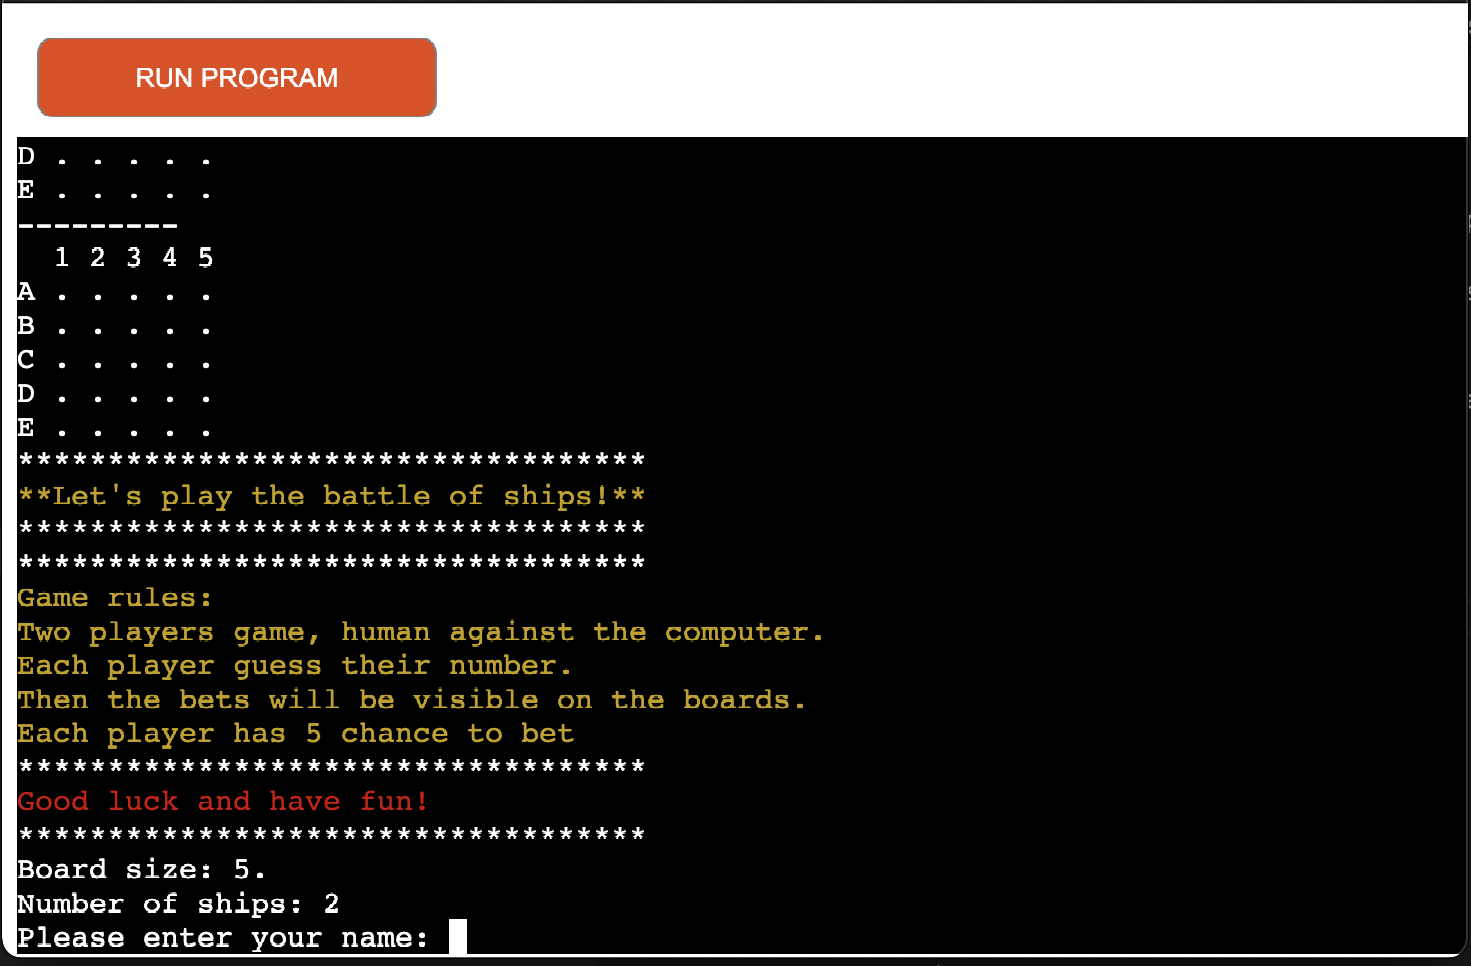 RUN PROGRAM
D . . . . .
E . . . . .
---------
  1 2 3 4 5
A . . . . .
B . . . . .
C . . . . .
D . . . . .
E . . . . .
***********************************
**Let's play the battle of ships!**
***********************************
***********************************
Game rules:
Two players game, human against the computer.
Each player guess their number.
Then the bets will be visible on the boards.
Each player has 5 chance to bet
***********************************
Good luck and have fun!
***********************************
Board size: 5.
Number of ships: 2
Please enter your name: